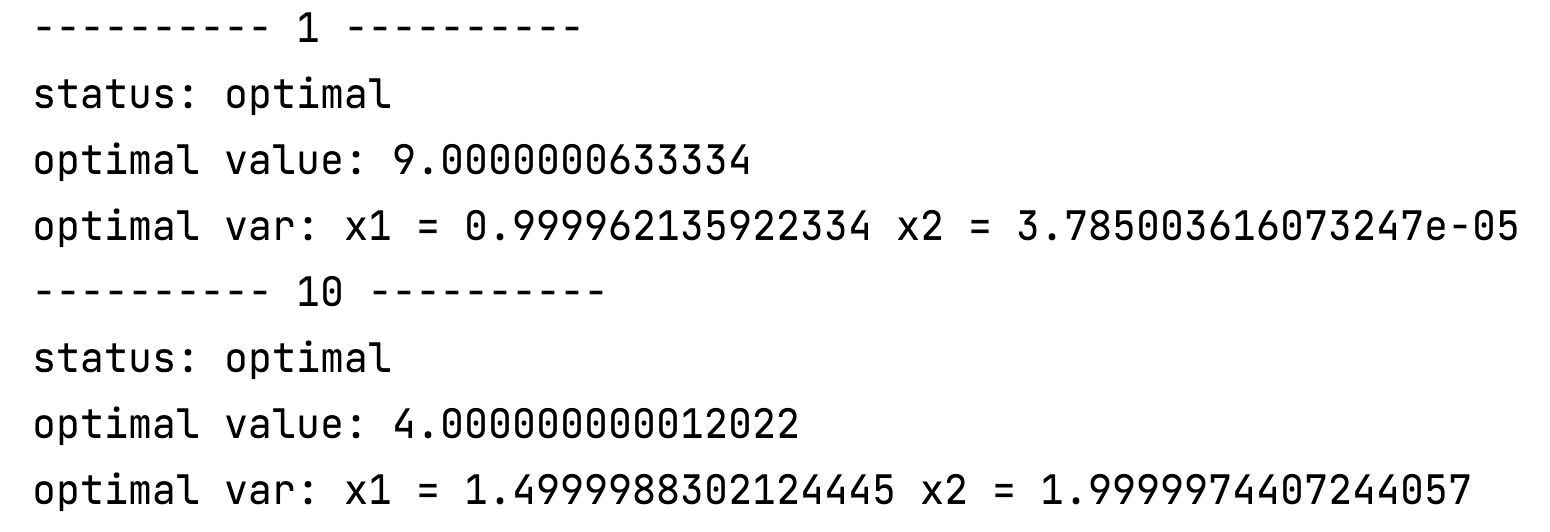 ---------- 1 ----------
status: optimal
optimal value: 9.0000000633334
optimal var: x1 = 0.999962135922334 x2 = 3.785003616073247e-05
---------- 10 ----------
status: optimal
optimal value: 4.000000000012022
optimal var: x1 = 1.4999988302124445 x2 = 1.9999974407244057